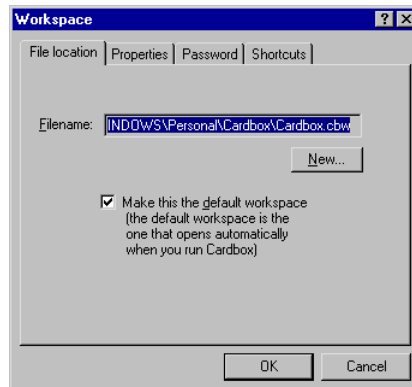 Workspace
File location Properties Password Shortcuts
Filename: INDOWS\Personal\Cardbox\Cardbox.cbw
New...
Make this the default workspace
(the default workspace is the
one that opens automatically
when you run Cardbox)
OK Cancel